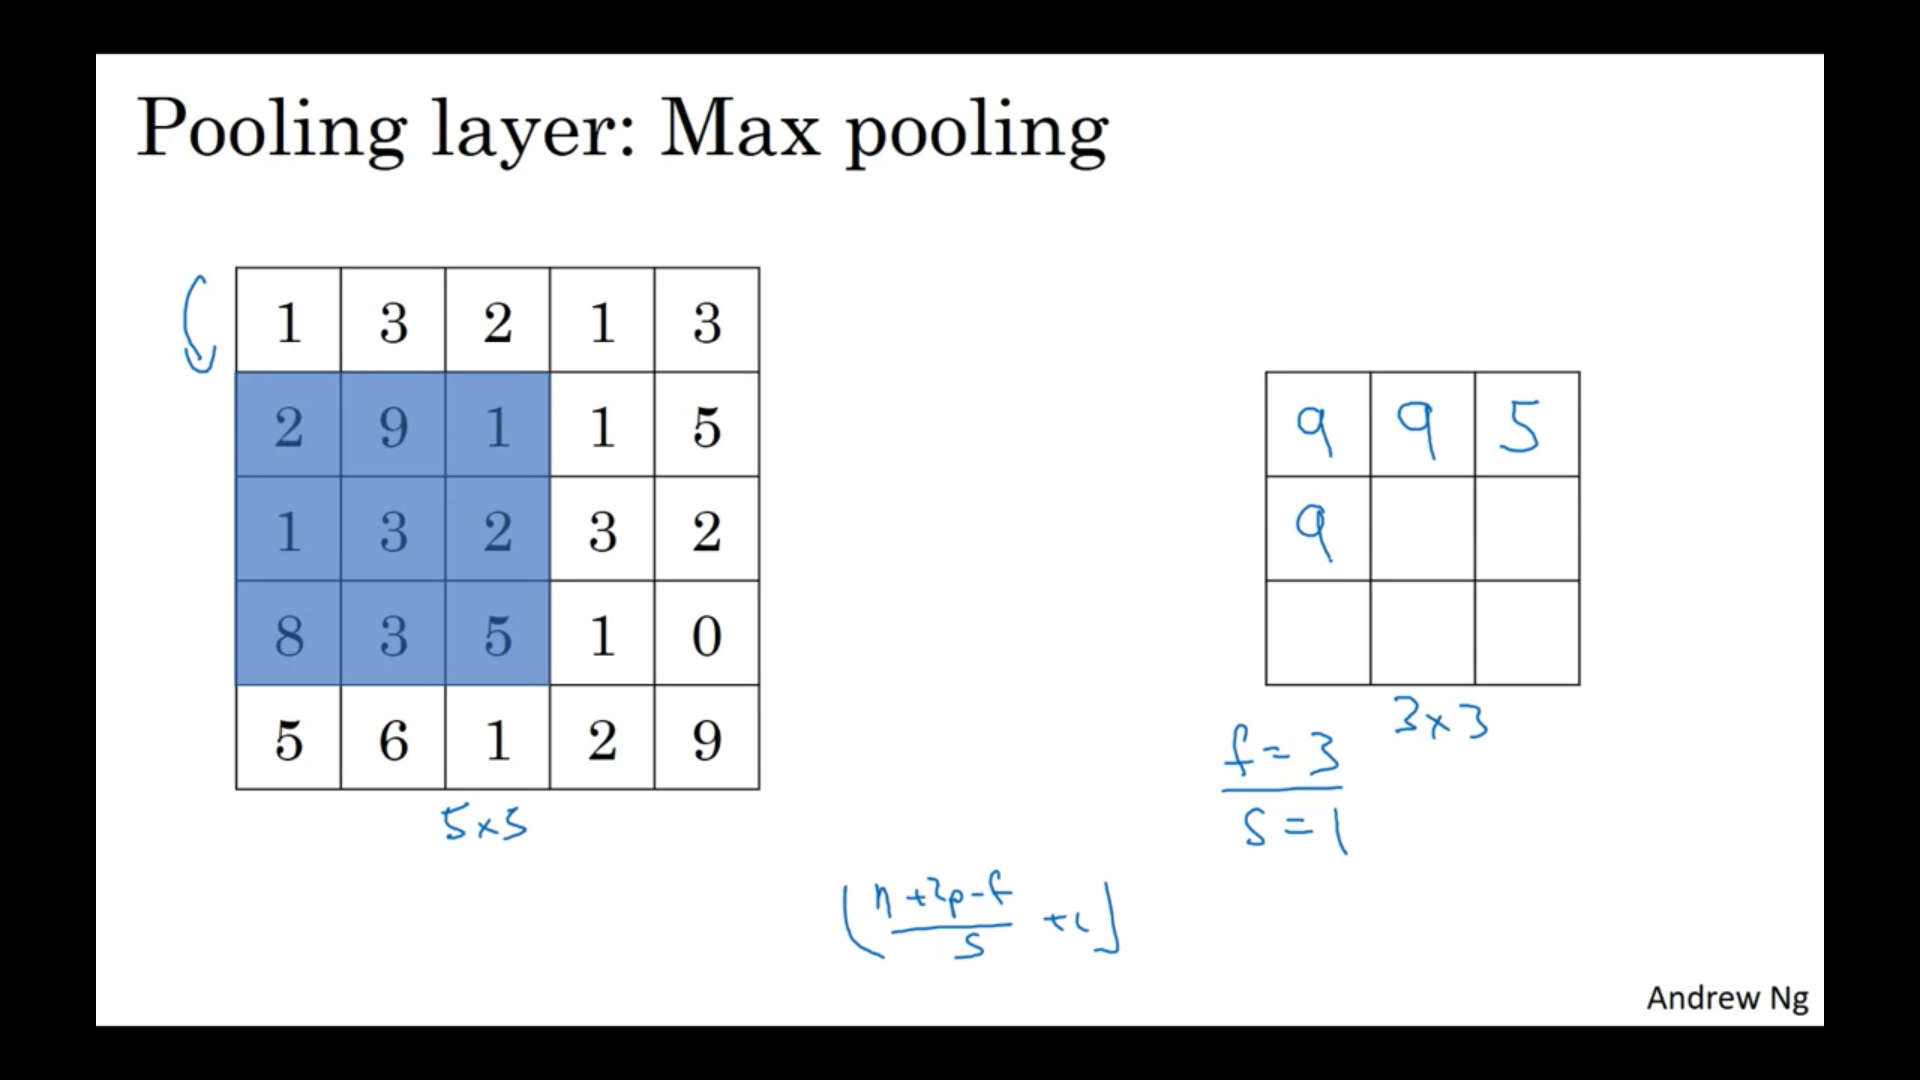 Pooling layer: Max pooling
1 3 2 1 3
2 9 1 1 5
1 3 2 3 2
8 3 5 1 0
5 6 1 2 9
5x5
9 9 5
9
3x3
f=3
s=1
⌊(n+2p-f)/s +1⌋
Andrew Ng